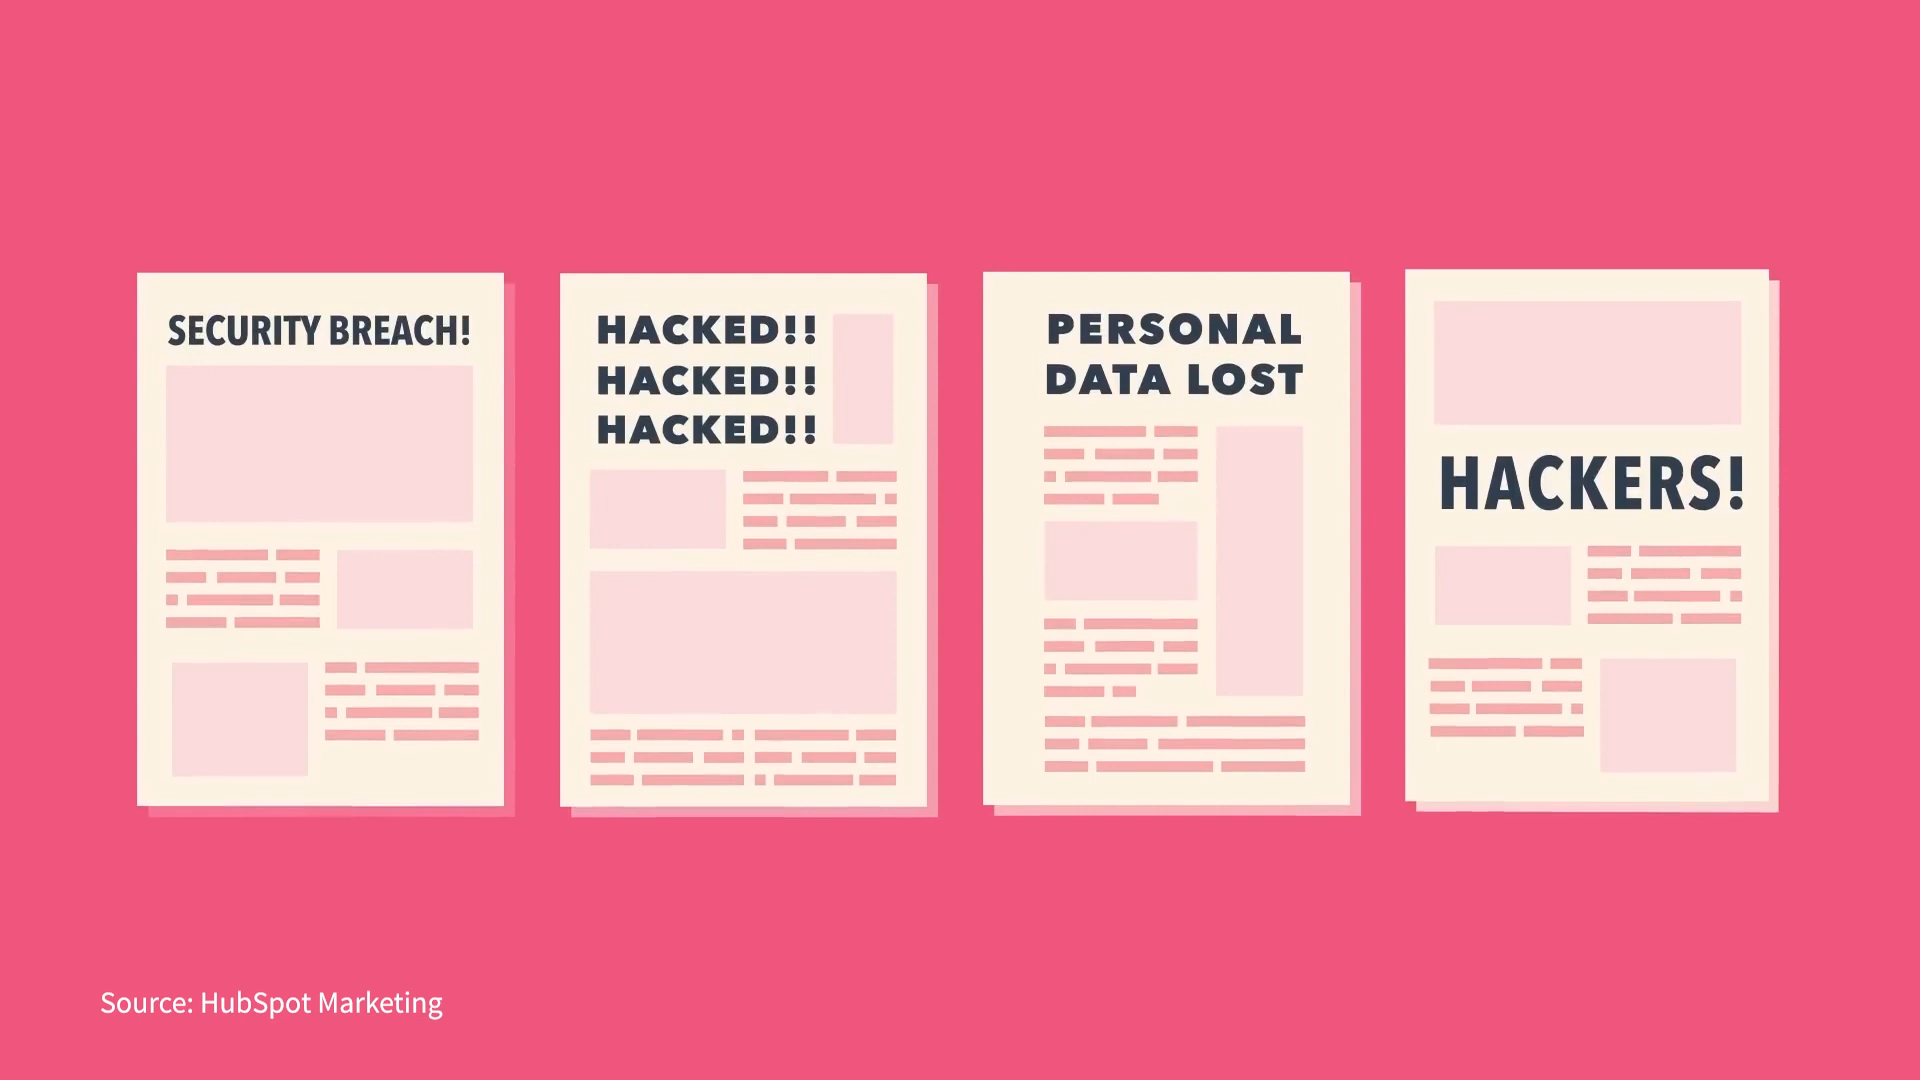 SECURITY BREACH!
HACKED!!
HACKED!!
HACKED!!
PERSONAL
DATA LOST
HACKERS!
Source: HubSpot Marketing